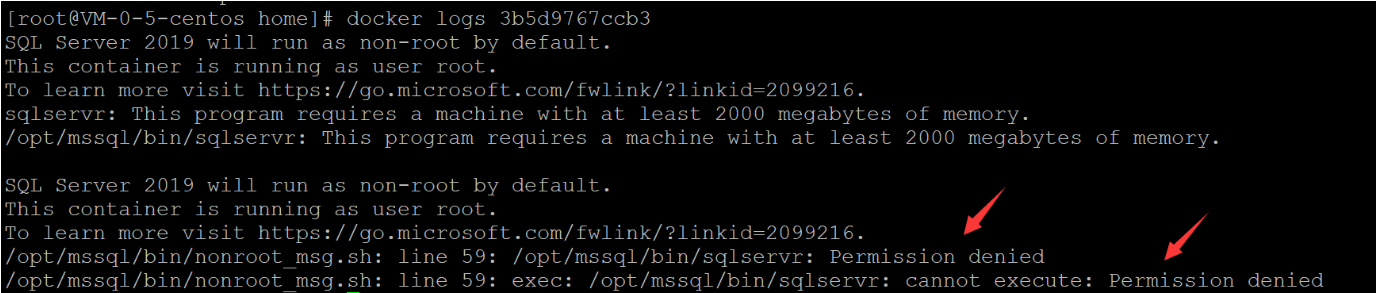 [root@VM-0-5-centos home]# docker logs 3b5d9767ccb3
SQL Server 2019 will run as non-root by default.
This container is running as user root.
To learn more visit https://go.microsoft.com/fwlink/?linkid=2099216.
sqlservr: This program requires a machine with at least 2000 megabytes of memory.
/opt/mssql/bin/sqlservr: This program requires a machine with at least 2000 megabytes of memory.
SQL Server 2019 will run as non-root by default.
This container is running as user root.
To learn more visit https://go.microsoft.com/fwlink/?linkid=2099216.
/opt/mssql/bin/nonroot_msg.sh: line 59: /opt/mssql/bin/sqlservr: Permission denied
/opt/mssql/bin/nonroot_msg.sh: line 59: exec: /opt/mssql/bin/sqlservr: cannot execute: Permission denied